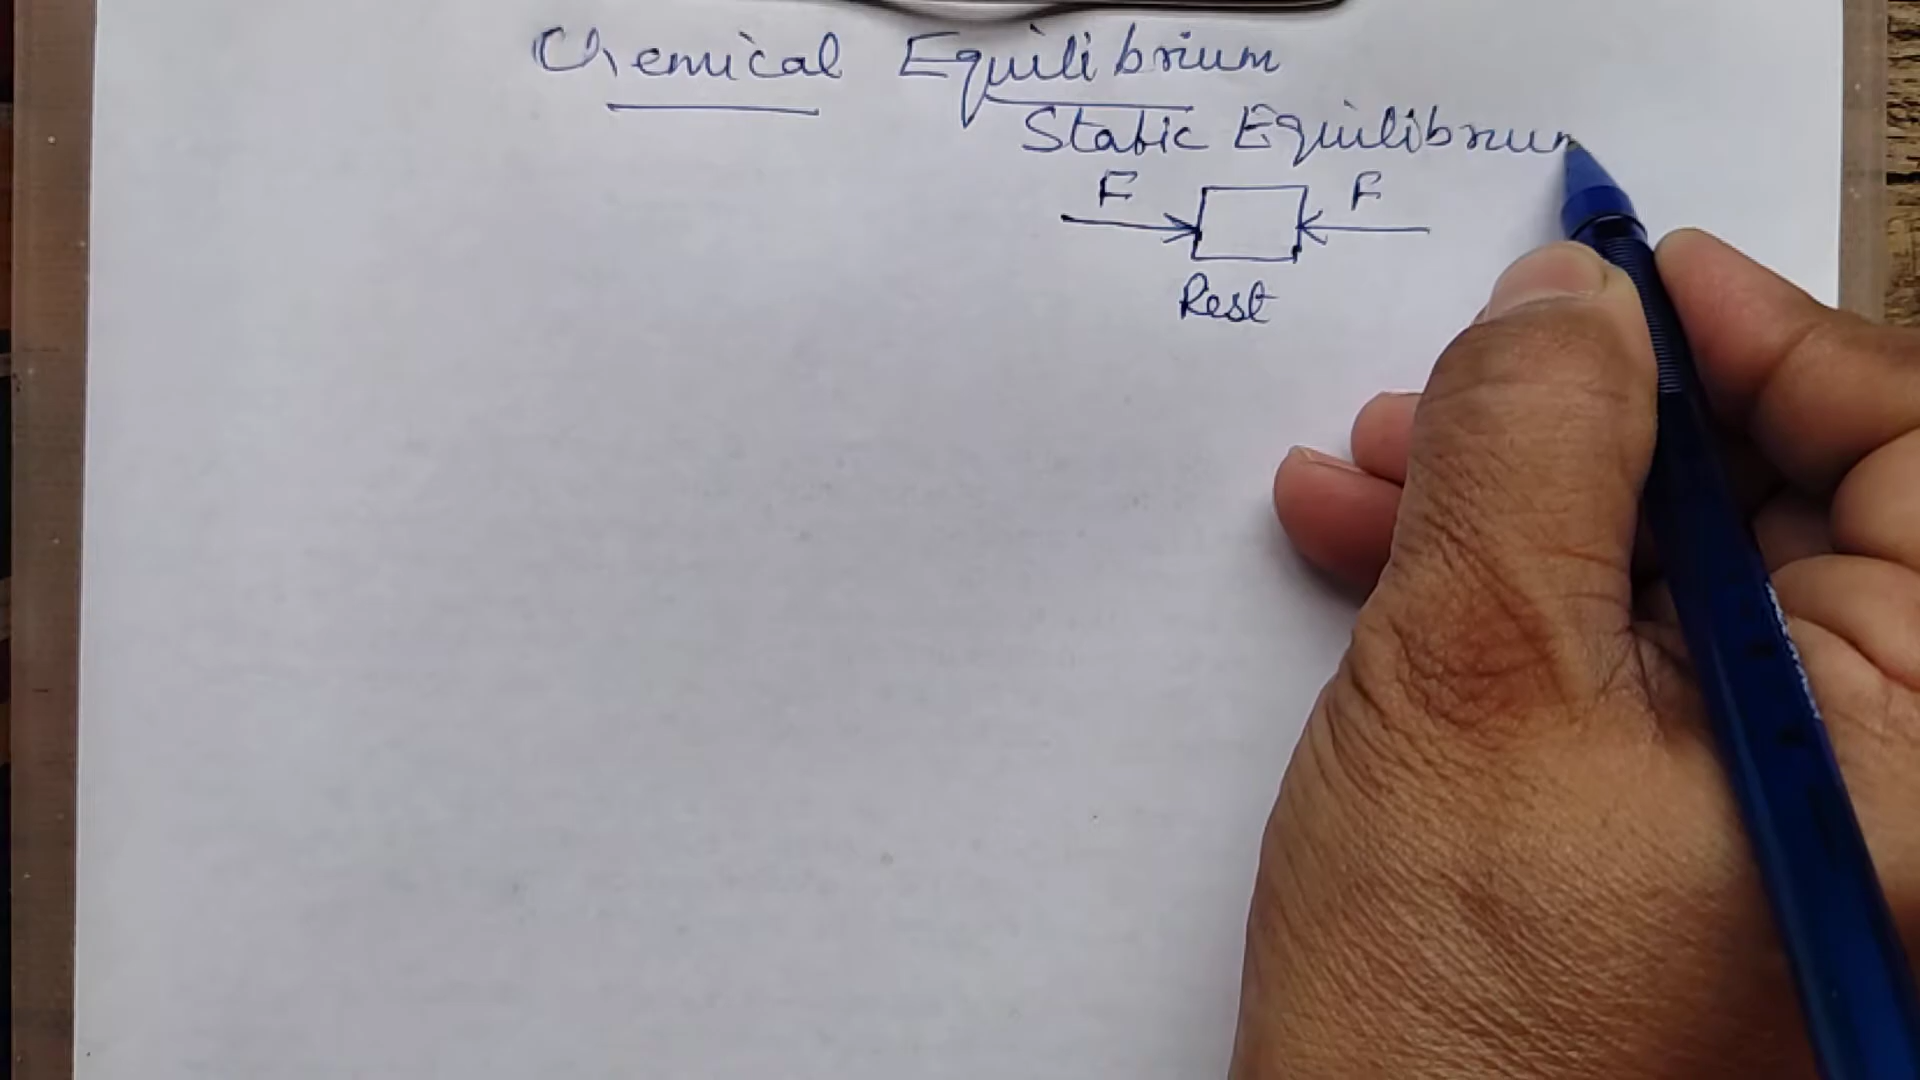 Chemical Equilibrium
Static Equilibrium
F F
Rest